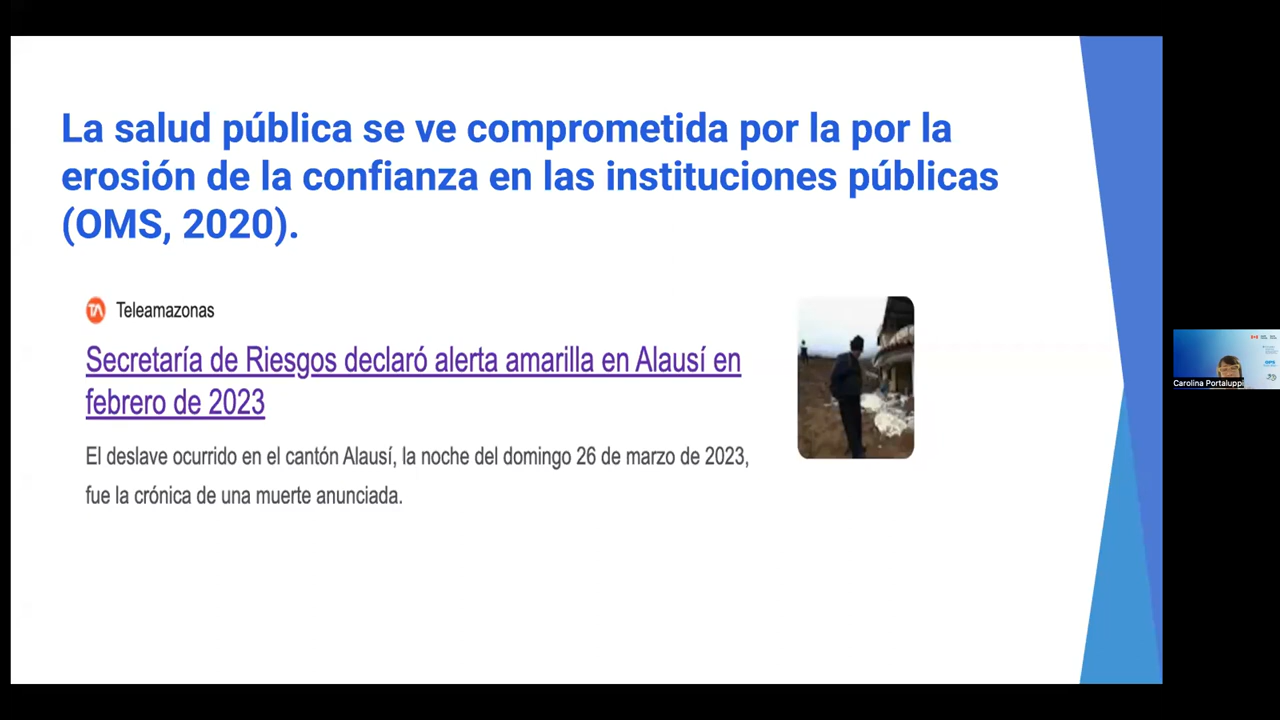 La salud pública se ve comprometida por la por la
erosión de la confianza en las instituciones públicas
(OMS, 2020).
TA Teleamazonas
Secretaría de Riesgos declaró alerta amarilla en Alausí en
febrero de 2023
El deslave ocurrido en el cantón Alausí, la noche del domingo 26 de marzo de 2023,
fue la crónica de una muerte anunciada.
Carolina Portaluppi